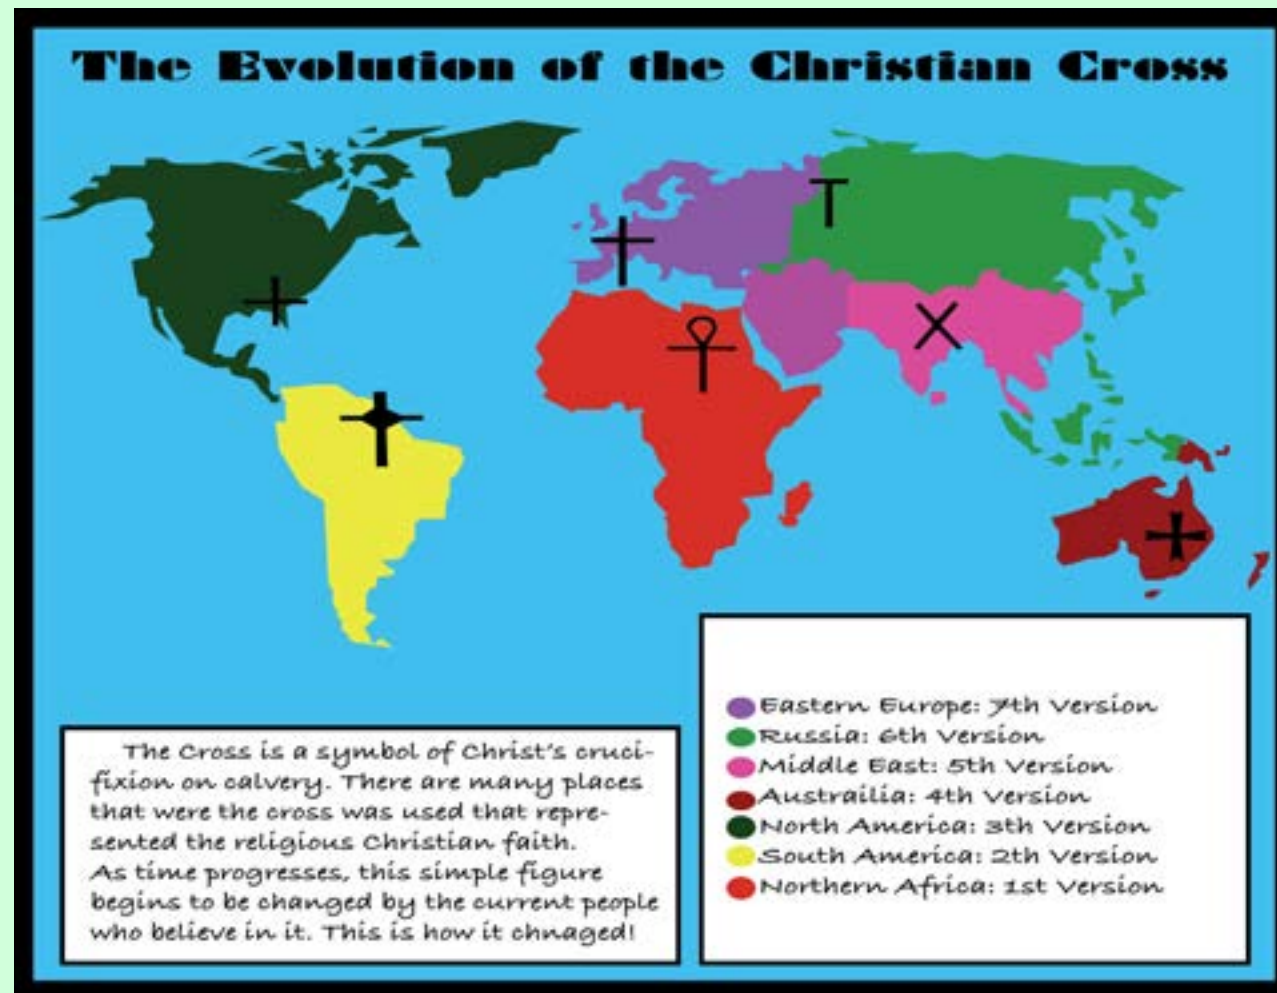 The Evolution of the Christian Cross
The Cross is a symbol of Christ's cruci-
fixion on calvery. There are many places
that were the cross was used that repre-
sented the religious Christian faith.
As time progresses, this simple figure
begins to be changed by the current people
who believe in it. This is how it chnaged!
Eastern Europe: 7th Version
Russia: 6th Version
Middle East: 5th Version
Austrailia: 4th Version
North America: 3th Version
South America: 2th Version
Northern Africa: 1st Version